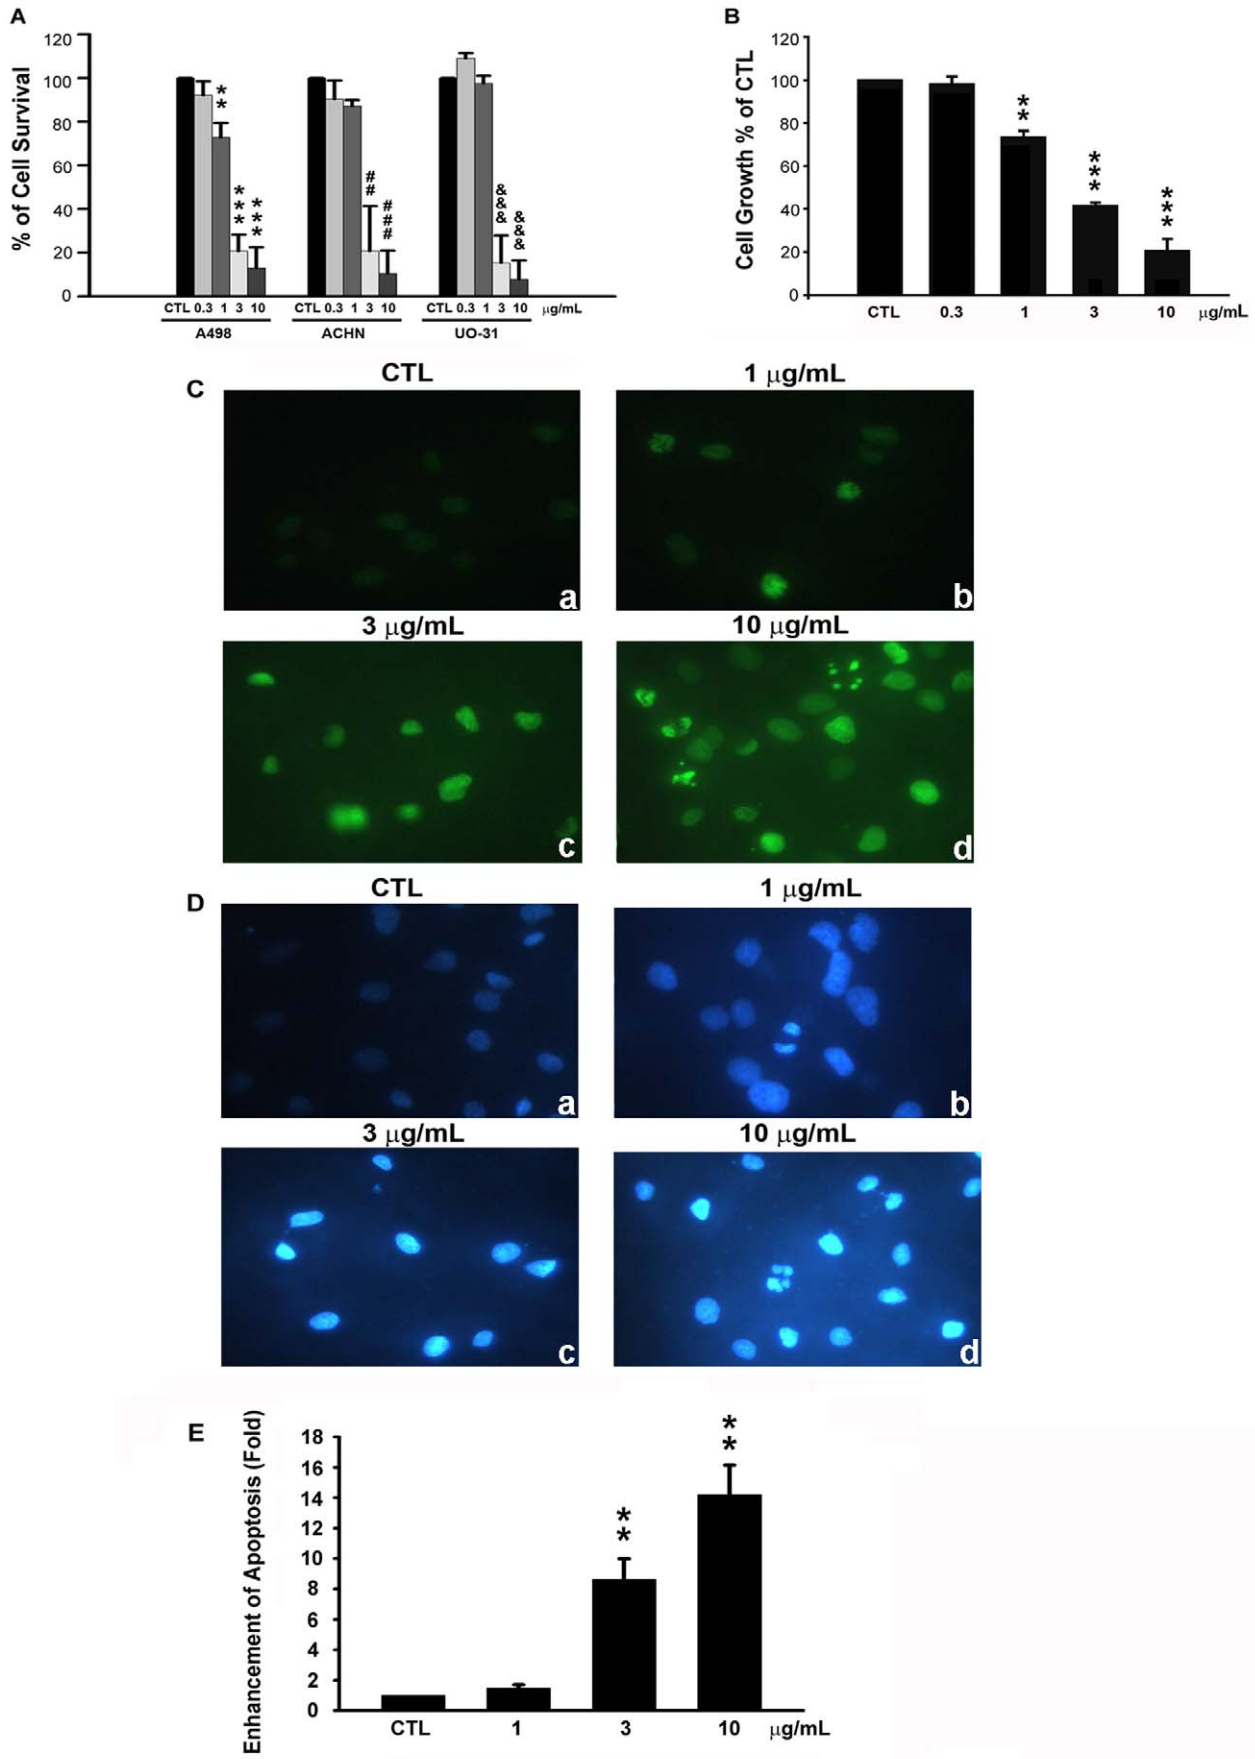 A
% of Cell Survival
120
100
80
60
40
20
0
**
***
***
##
###
&&&
&&&
CTL 0.3 1 3 10 CTL 0.3 1 3 10 CTL 0.3 1 3 10 μg/mL
A498 ACHN UO-31
B
Cell Growth % of CTL
120
100
80
60
40
20
0
**
***
***
CTL 0.3 1 3 10 μg/mL
C
CTL 1 μg/mL
a b
3 μg/mL 10 μg/mL
c d
D
CTL 1 μg/mL
a b
3 μg/mL 10 μg/mL
c d
E
Enhancement of Apoptosis (Fold)
18
16
14
12
10
8
6
4
2
0
**
**
CTL 1 3 10 μg/mL